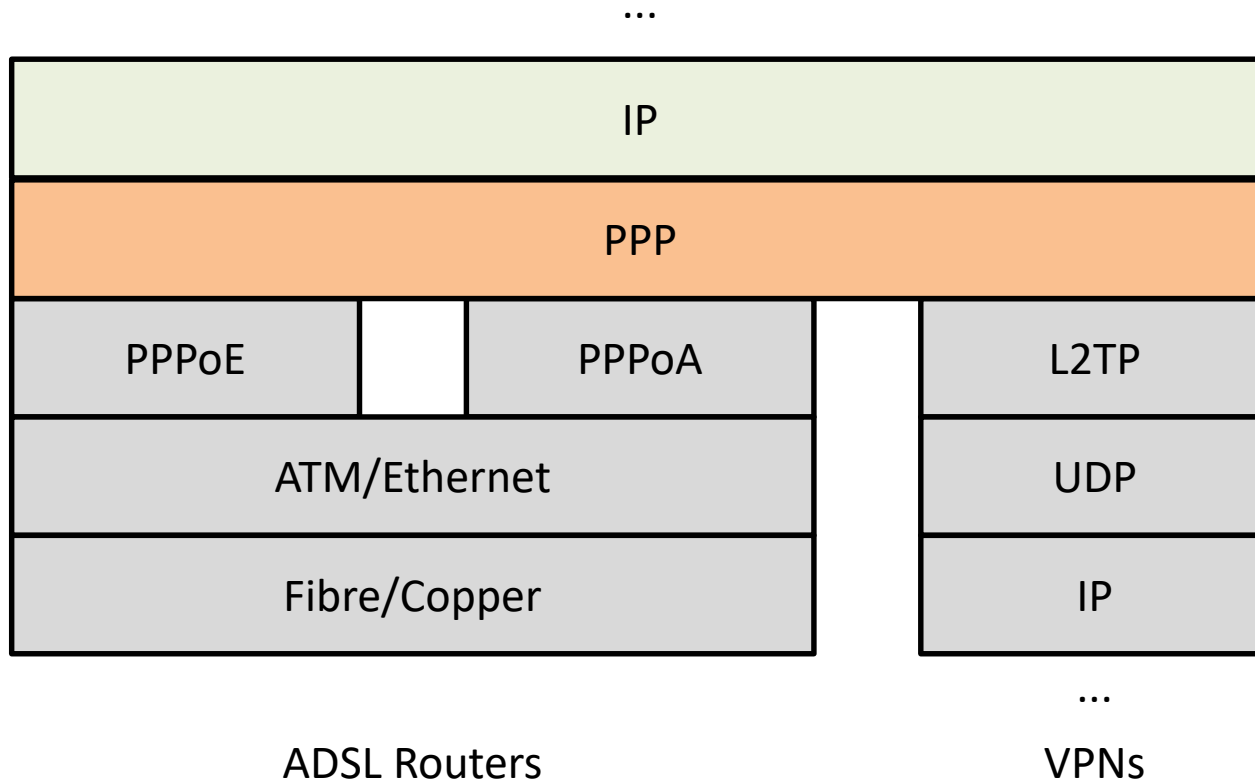 ...
IP
PPP
PPPoE PPPoA L2TP
ATM/Ethernet UDP
Fibre/Copper IP
...
ADSL Routers VPNs